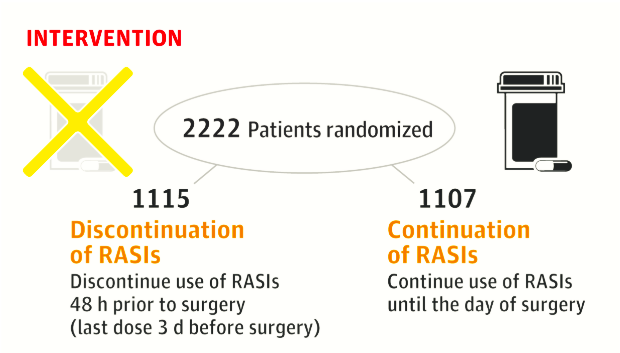 INTERVENTION
2222 Patients randomized
1115
Discontinuation
of RASIs
Discontinue use of RASIs
48 h prior to surgery
(last dose 3 d before surgery)
1107
Continuation
of RASIs
Continue use of RASIs
until the day of surgery